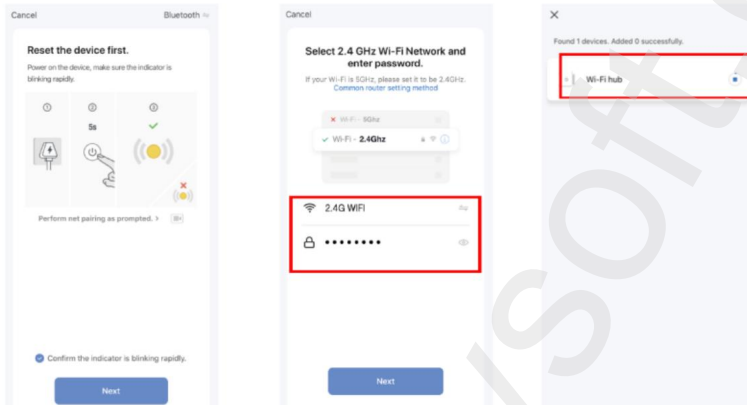 Cancel
Bluetooth
Reset the device first.
Power on the device, make sure the indicator is
blinking rapidly.
①
②
③
5s
Perform net pairing as prompted. >
Confirm the indicator is blinking rapidly.
Next
Cancel
Select 2.4 GHz Wi-Fi Network and
enter password.
If your Wi-Fi is 5GHz, please set it to be 2.4GHz.
Common router setting method
Wi-Fi - 5Ghz
Wi-Fi - 2.4Ghz
2.4G WIFI
Next
Found 1 devices. Added 0 successfully.
Wi-Fi hub